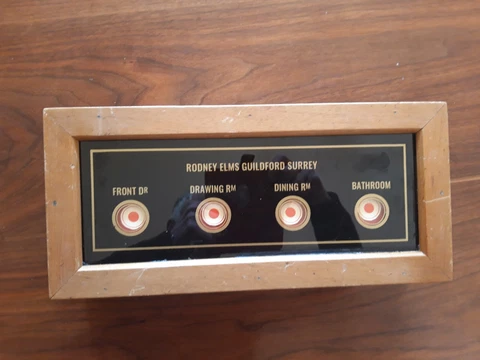 RODNEY ELMS GUILDFORD SURREY
FRONT DR DRAWING RM DINING RM BATHROOM